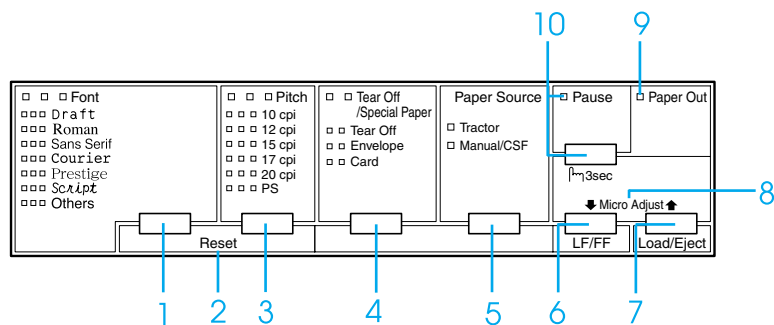 10 9
Font
Draft
Roman
Sans Serif
Courier
Prestige
Script
Others
Pitch
10 cpi
12 cpi
15 cpi
17 cpi
20 cpi
PS
Tear Off
/Special Paper
Tear Off
Envelope
Card
Paper Source
Tractor
Manual/CSF
Pause
Paper Out
3sec
Micro Adjust
8
Reset
LF/FF
Load/Eject
1 2 3 4 5 6 7